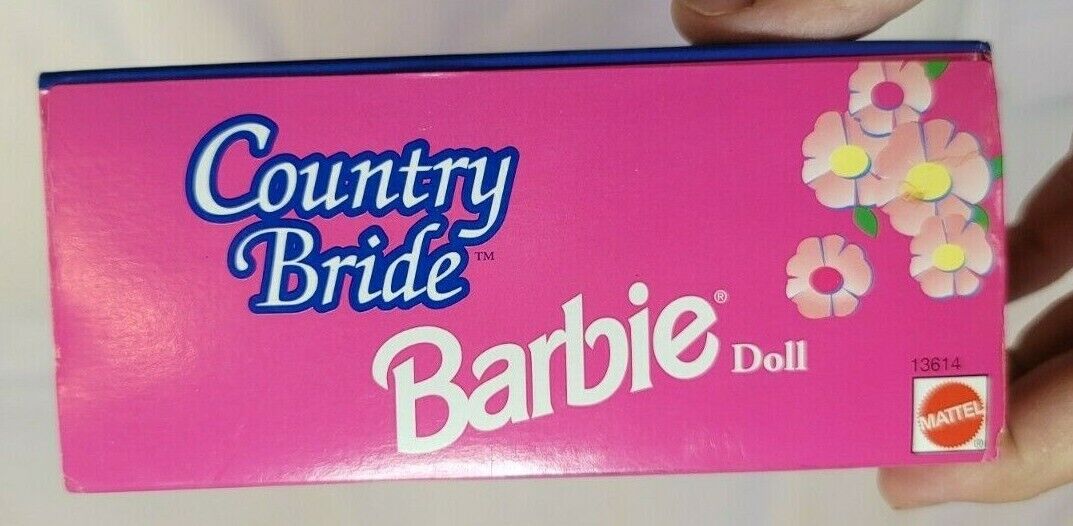 Country
Bride™
Barbie® Doll
13614
MATTEL
®